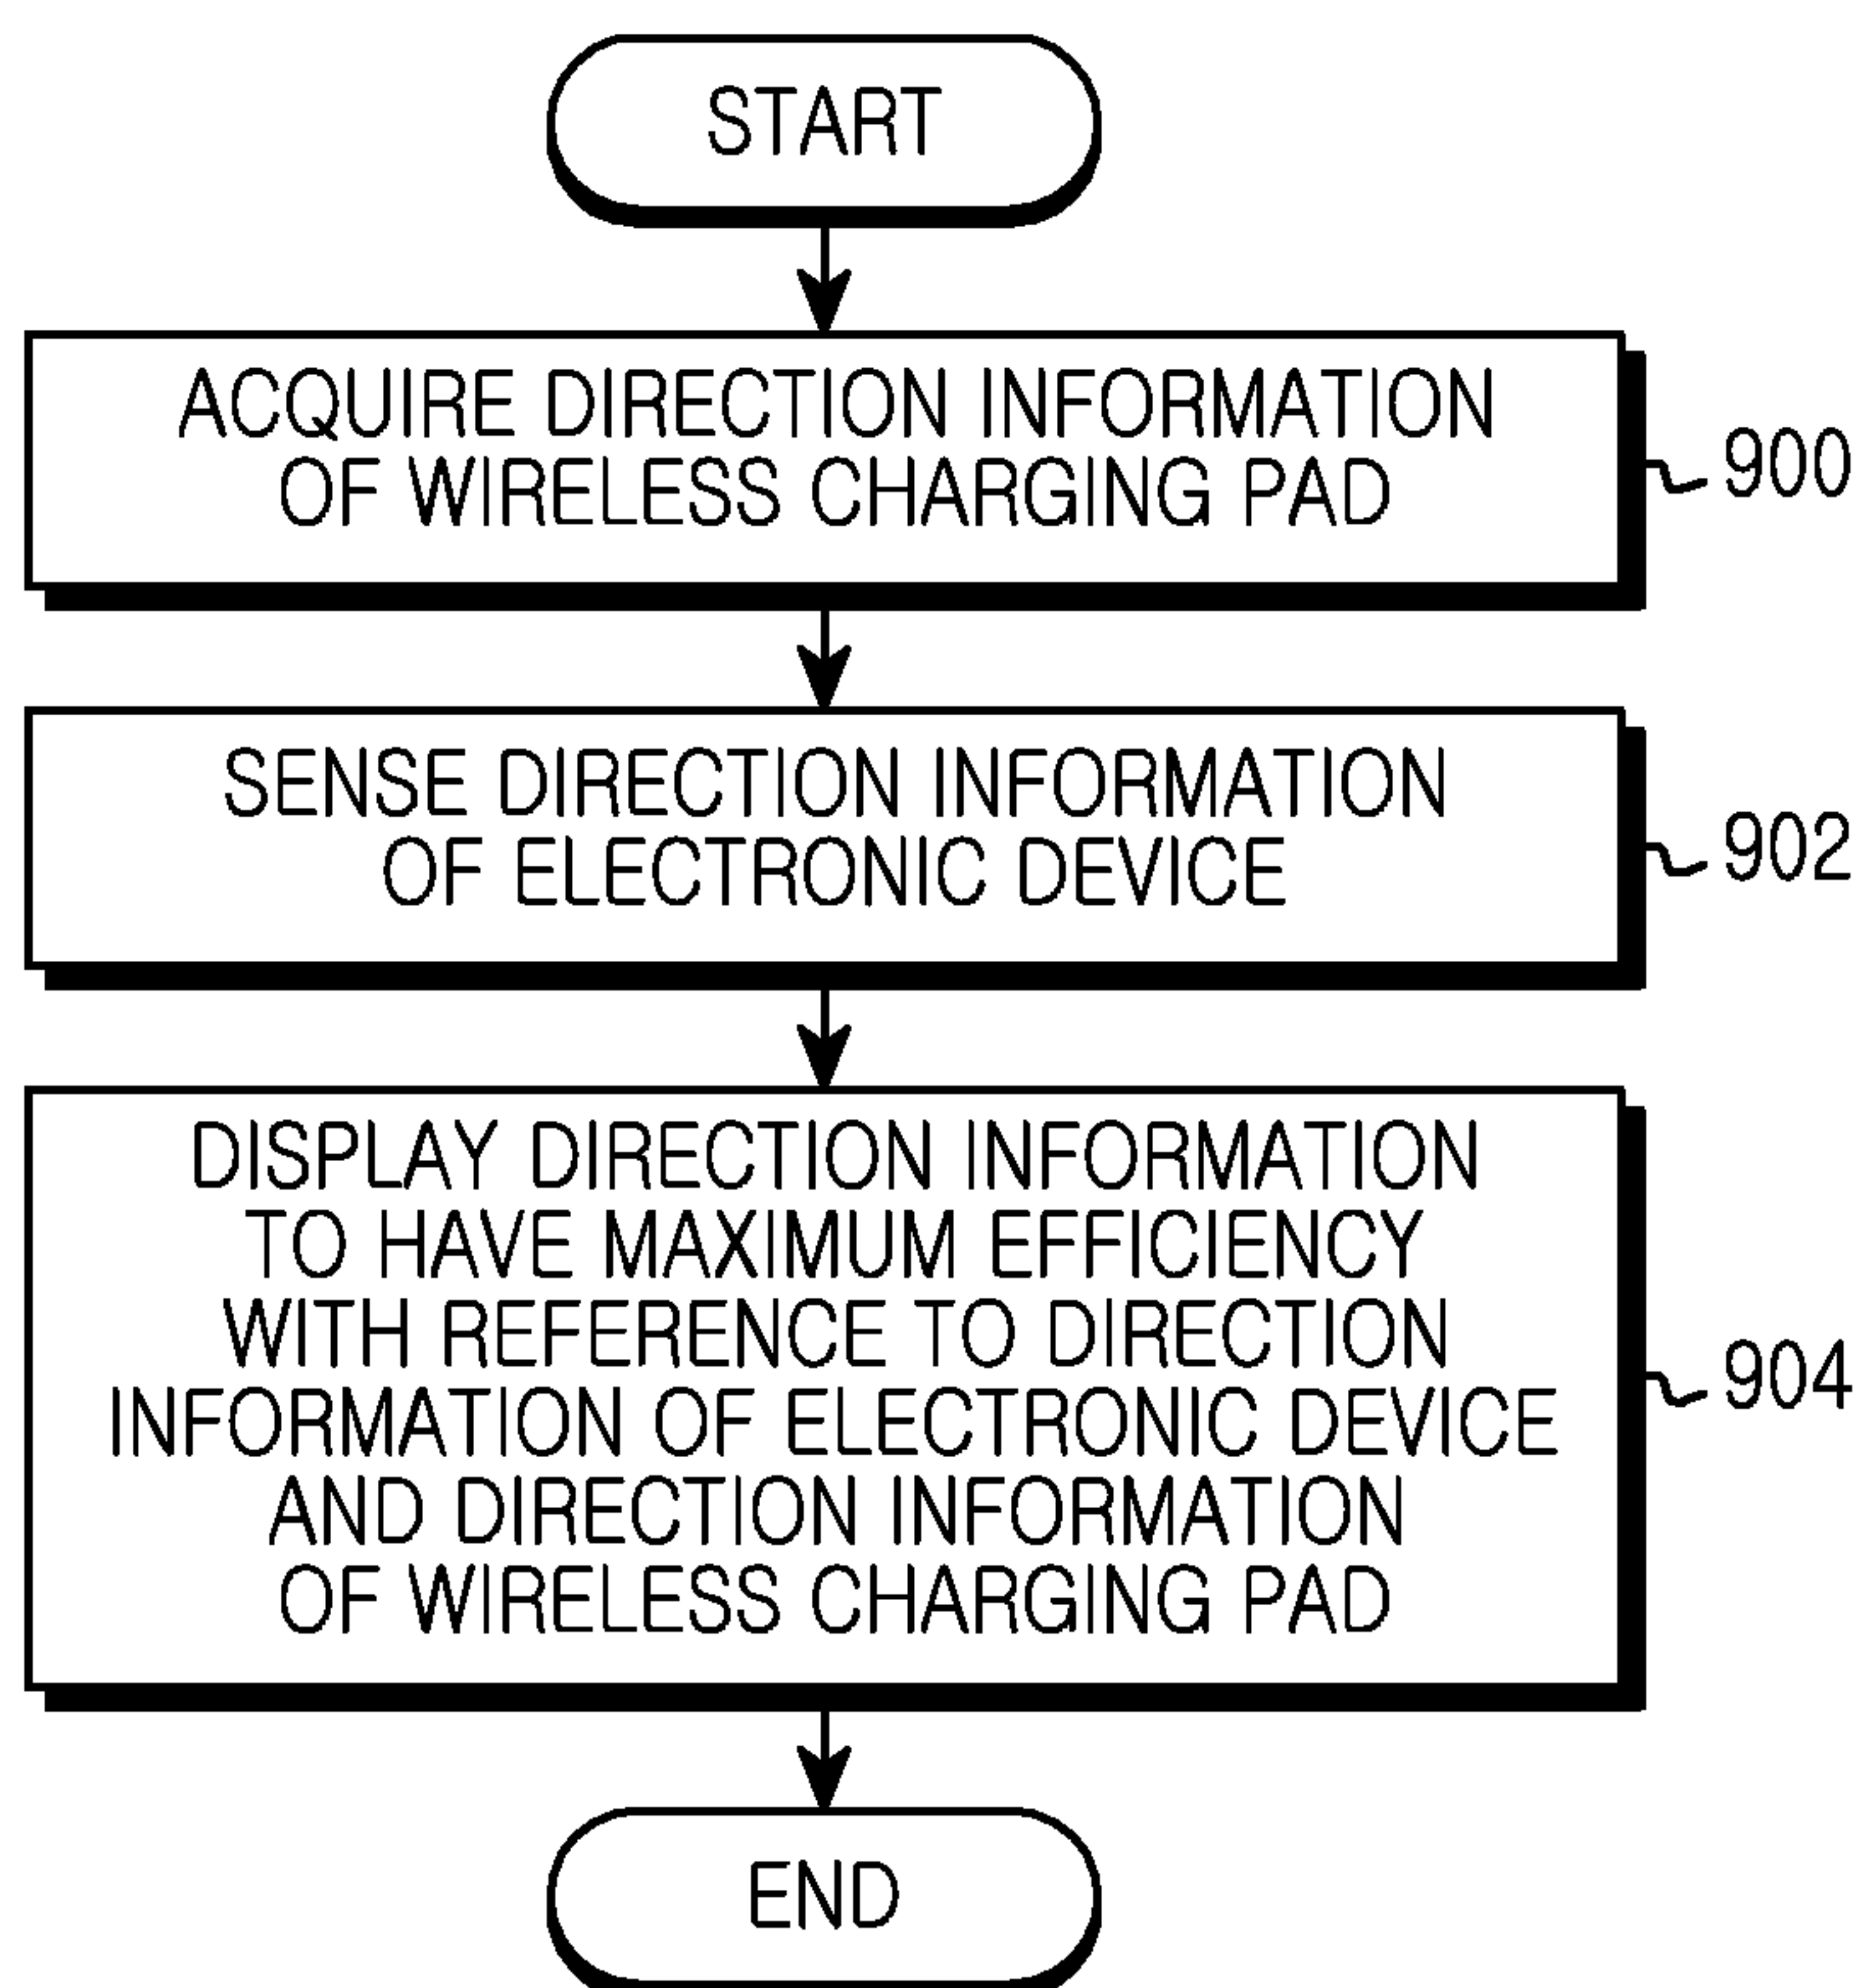 START
ACQUIRE DIRECTION INFORMATION
OF WIRELESS CHARGING PAD
900
SENSE DIRECTION INFORMATION
OF ELECTRONIC DEVICE
902
DISPLAY DIRECTION INFORMATION
TO HAVE MAXIMUM EFFICIENCY
WITH REFERENCE TO DIRECTION
INFORMATION OF ELECTRONIC DEVICE
AND DIRECTION INFORMATION
OF WIRELESS CHARGING PAD
904
END